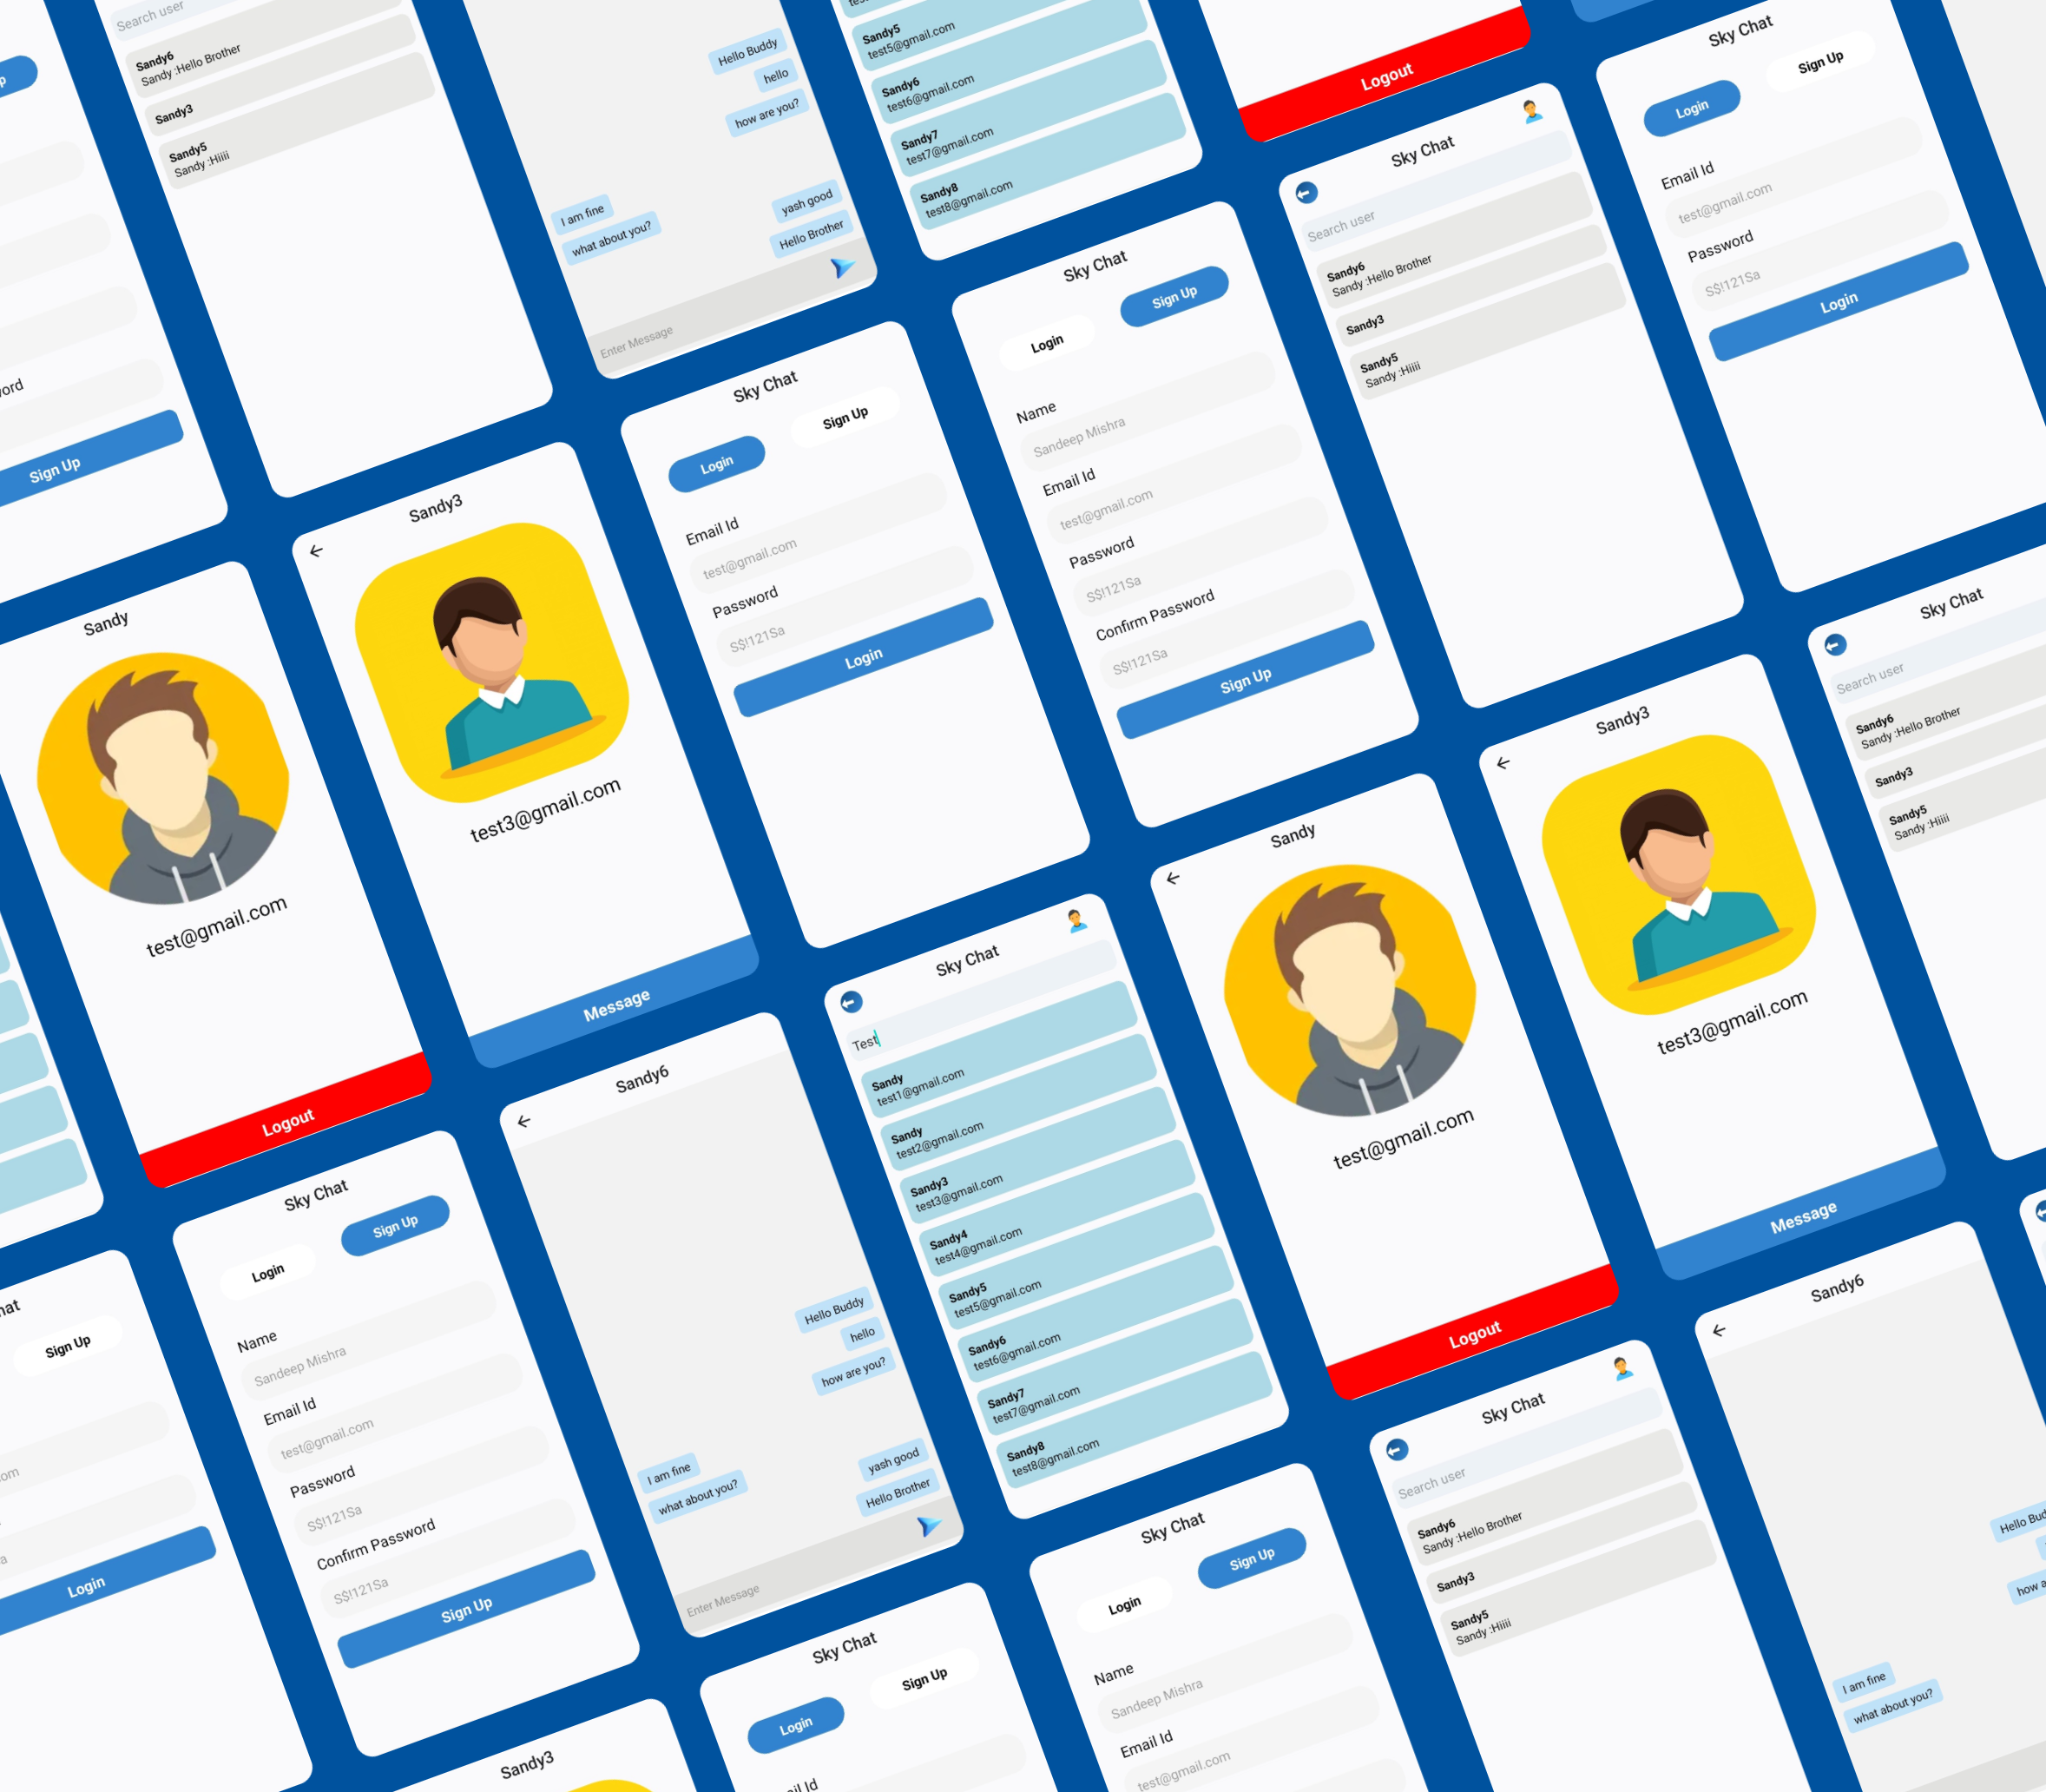 Search user
Sandy6
Sandy :Hello Brother
Sandy3
Sandy5
Sandy :Hiiii
Sign Up
Hello Buddy
hello
how are you?
I am fine
what about you?
yash good
Hello Brother
Enter Message
Sandy5
test5@gmail.com
Sandy6
test6@gmail.com
Sandy7
test7@gmail.com
Sandy8
test8@gmail.com
Logout
Sky Chat
Login
Sign Up
Email Id
test@gmail.com
Password
S$!121Sa
Login
Sky Chat
Search user
Sandy6
Sandy :Hello Brother
Sandy3
Sandy5
Sandy :Hiiii
Sky Chat
Login
Sign Up
Name
Sandeep Mishra
Email Id
test@gmail.com
Password
S$!121Sa
Confirm Password
S$!121Sa
Sign Up
Sky Chat
Login
Sign Up
Email Id
test@gmail.com
Password
S$!121Sa
Login
Sandy3
test3@gmail.com
Message
Sandy
test@gmail.com
Logout
Sky Chat
Search user
Sandy6
Sandy :Hello Brother
Sandy3
Sandy5
Sandy :Hiiii
Sandy3
test3@gmail.com
Message
Sandy
test@gmail.com
Logout
Sky Chat
Test
Sandy
test1@gmail.com
Sandy
test2@gmail.com
Sandy3
test3@gmail.com
Sandy4
test4@gmail.com
Sandy5
test5@gmail.com
Sandy6
test6@gmail.com
Sandy7
test7@gmail.com
Sandy8
test8@gmail.com
Sandy6
Hello Buddy
hello
how are you?
I am fine
what about you?
yash good
Hello Brother
Enter Message
Sky Chat
Login
Sign Up
Name
Sandeep Mishra
Email Id
test@gmail.com
Password
S$!121Sa
Confirm Password
S$!121Sa
Sign Up
Sign Up
Login
Sandy6
I am fine
what about you?
Sky Chat
Search user
Sandy6
Sandy :Hello Brother
Sandy3
Sandy5
Sandy :Hiiii
Sky Chat
Login
Sign Up
Name
Sandeep Mishra
Email Id
test@gmail.com
Sky Chat
Login
Sign Up
Sandy3